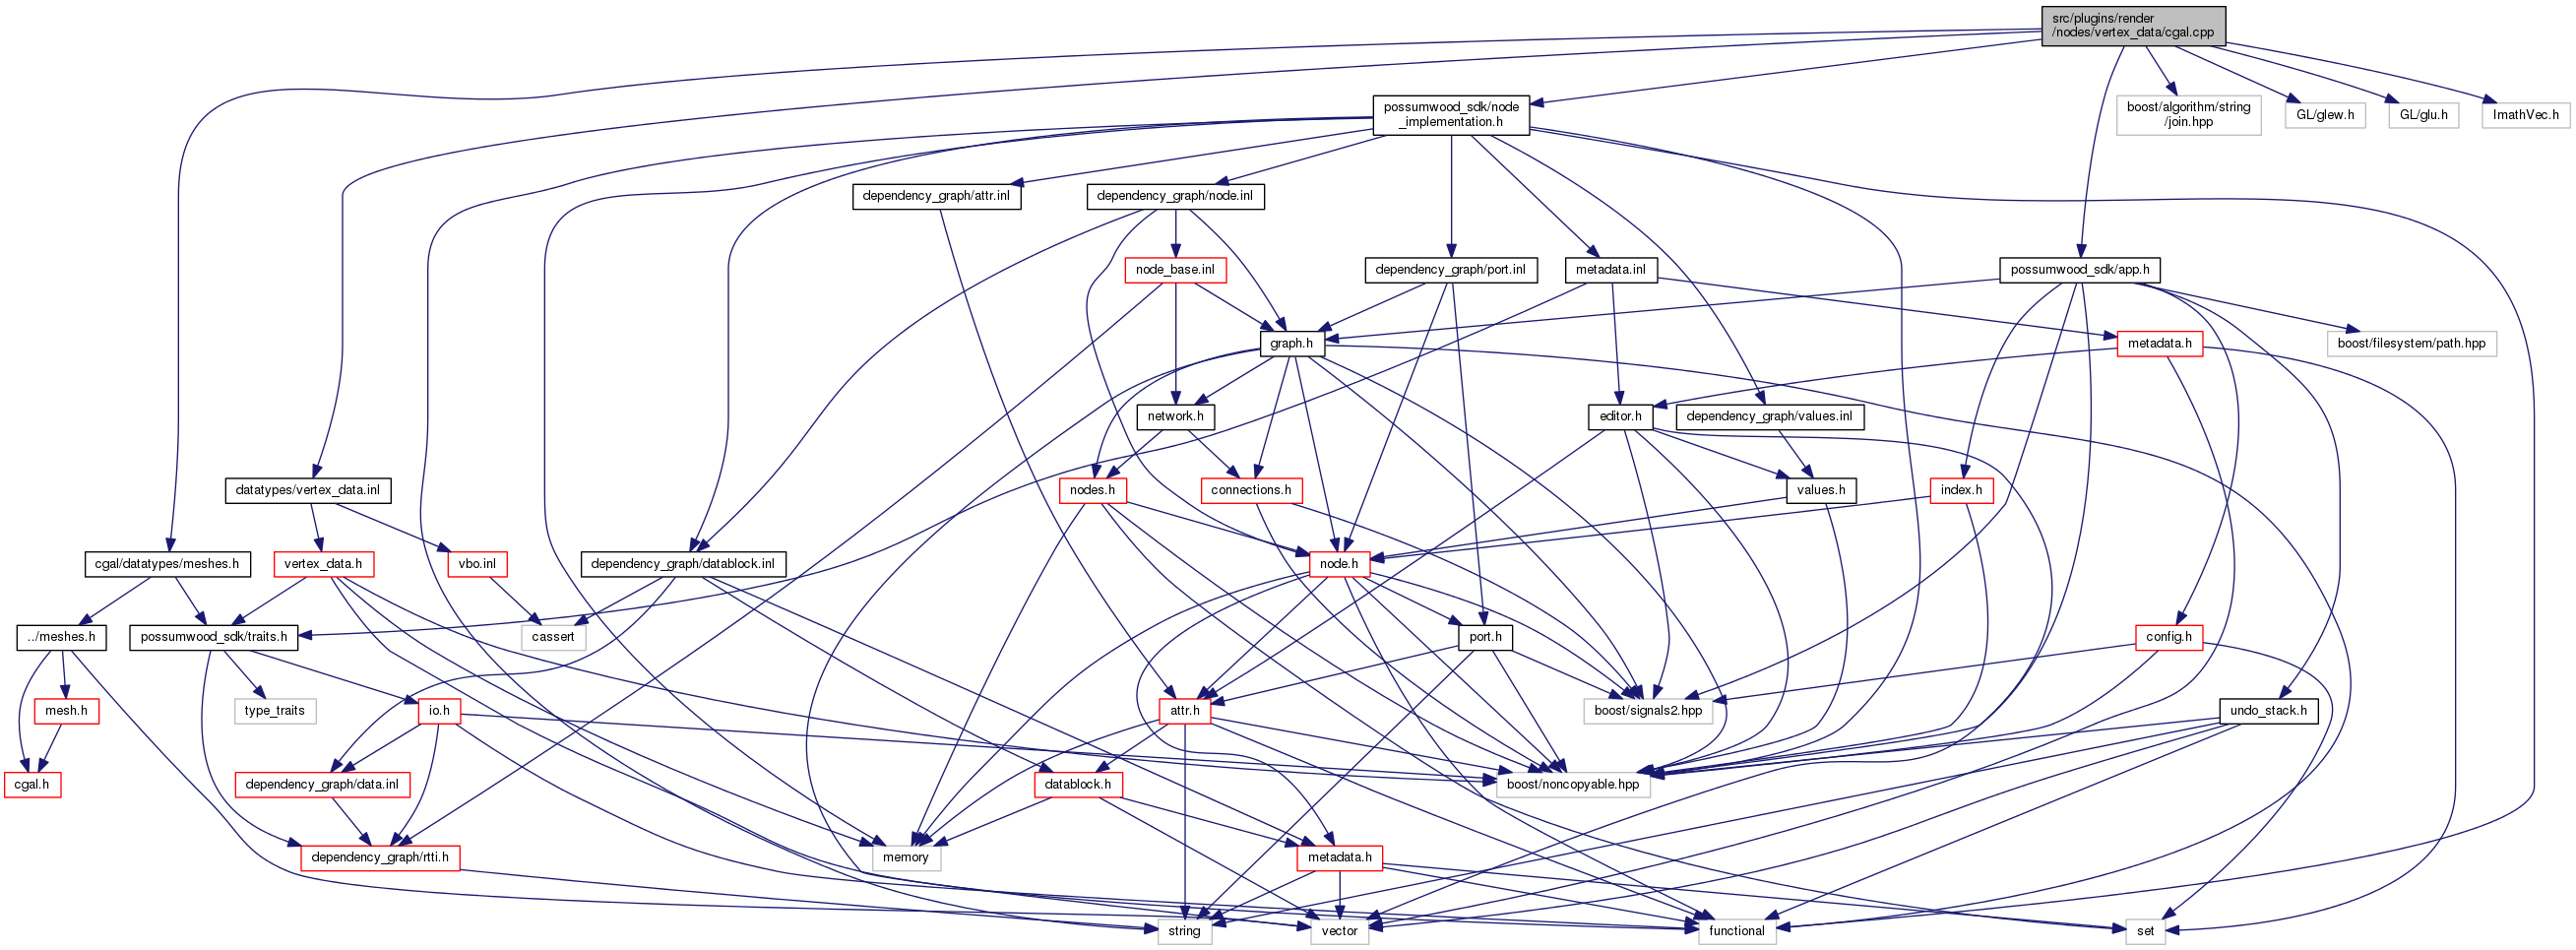 src/plugins/render
/nodes/vertex_data/cgal.cpp
possumwood_sdk/node
_implementation.h
boost/algorithm/string
/join.hpp
GL/glew.h
GL/glu.h
ImathVec.h
dependency_graph/attr.inl
dependency_graph/node.inl
node_base.inl
dependency_graph/port.inl
metadata.inl
possumwood_sdk/app.h
graph.h
metadata.h
boost/filesystem/path.hpp
network.h
editor.h
dependency_graph/values.inl
datatypes/vertex_data.inl
nodes.h
connections.h
values.h
index.h
cgal/datatypes/meshes.h
vertex_data.h
vbo.inl
dependency_graph/datablock.inl
node.h
../meshes.h
possumwood_sdk/traits.h
cassert
port.h
config.h
mesh.h
type_traits
io.h
attr.h
boost/signals2.hpp
undo_stack.h
cgal.h
dependency_graph/data.inl
datablock.h
boost/noncopyable.hpp
dependency_graph/rtti.h
memory
metadata.h
string
vector
functional
set